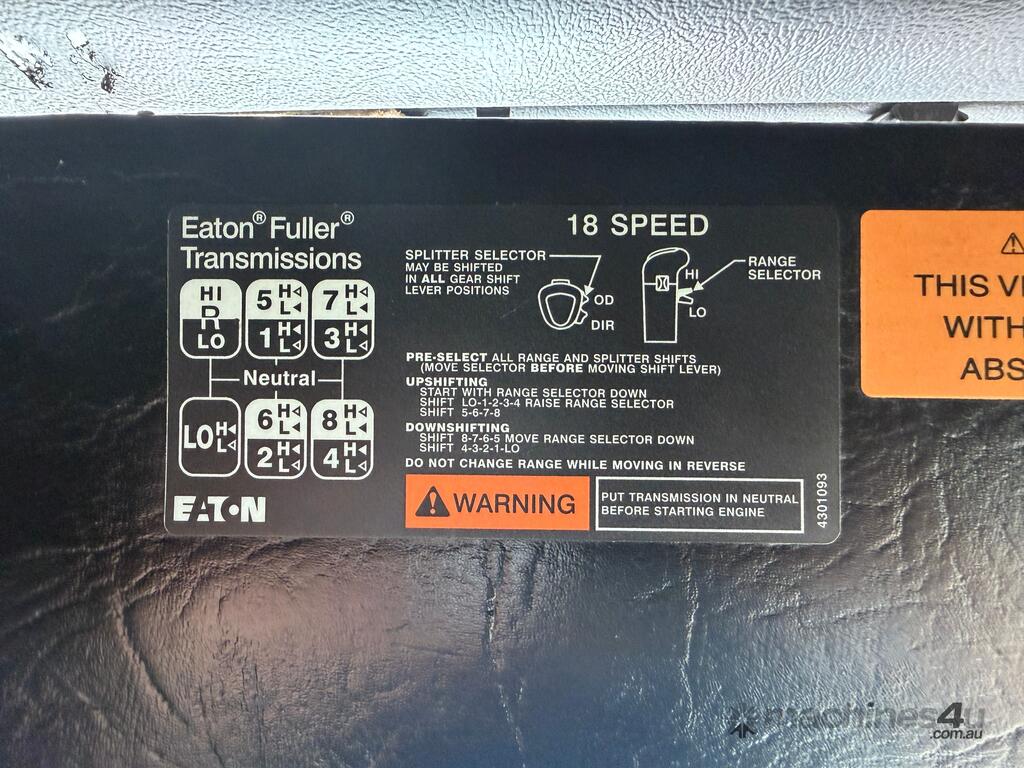 Eaton® Fuller®
Transmissions
18 SPEED
SPLITTER SELECTOR
MAY BE SHIFTED
IN ALL GEAR SHIFT
LEVER POSITIONS
OD
DIR
HI
LO
RANGE
SELECTOR
HI
R
LO
5 H L
1 H L
7 H L
3 H L
Neutral
LO H L
6 H L
2 H L
8 H L
4 H L
EATON
PRE-SELECT ALL RANGE AND SPLITTER SHIFTS
(MOVE SELECTOR BEFORE MOVING SHIFT LEVER)
UPSHIFTING
START WITH RANGE SELECTOR DOWN
SHIFT LO-1-2-3-4 RAISE RANGE SELECTOR
SHIFT 5-6-7-8
DOWNSHIFTING
SHIFT 8-7-6-5 MOVE RANGE SELECTOR DOWN
SHIFT 4-3-2-1-LO
DO NOT CHANGE RANGE WHILE MOVING IN REVERSE
WARNING
PUT TRANSMISSION IN NEUTRAL
BEFORE STARTING ENGINE
4301093
THIS VE
WITH
ABS
machines4u
.com.au